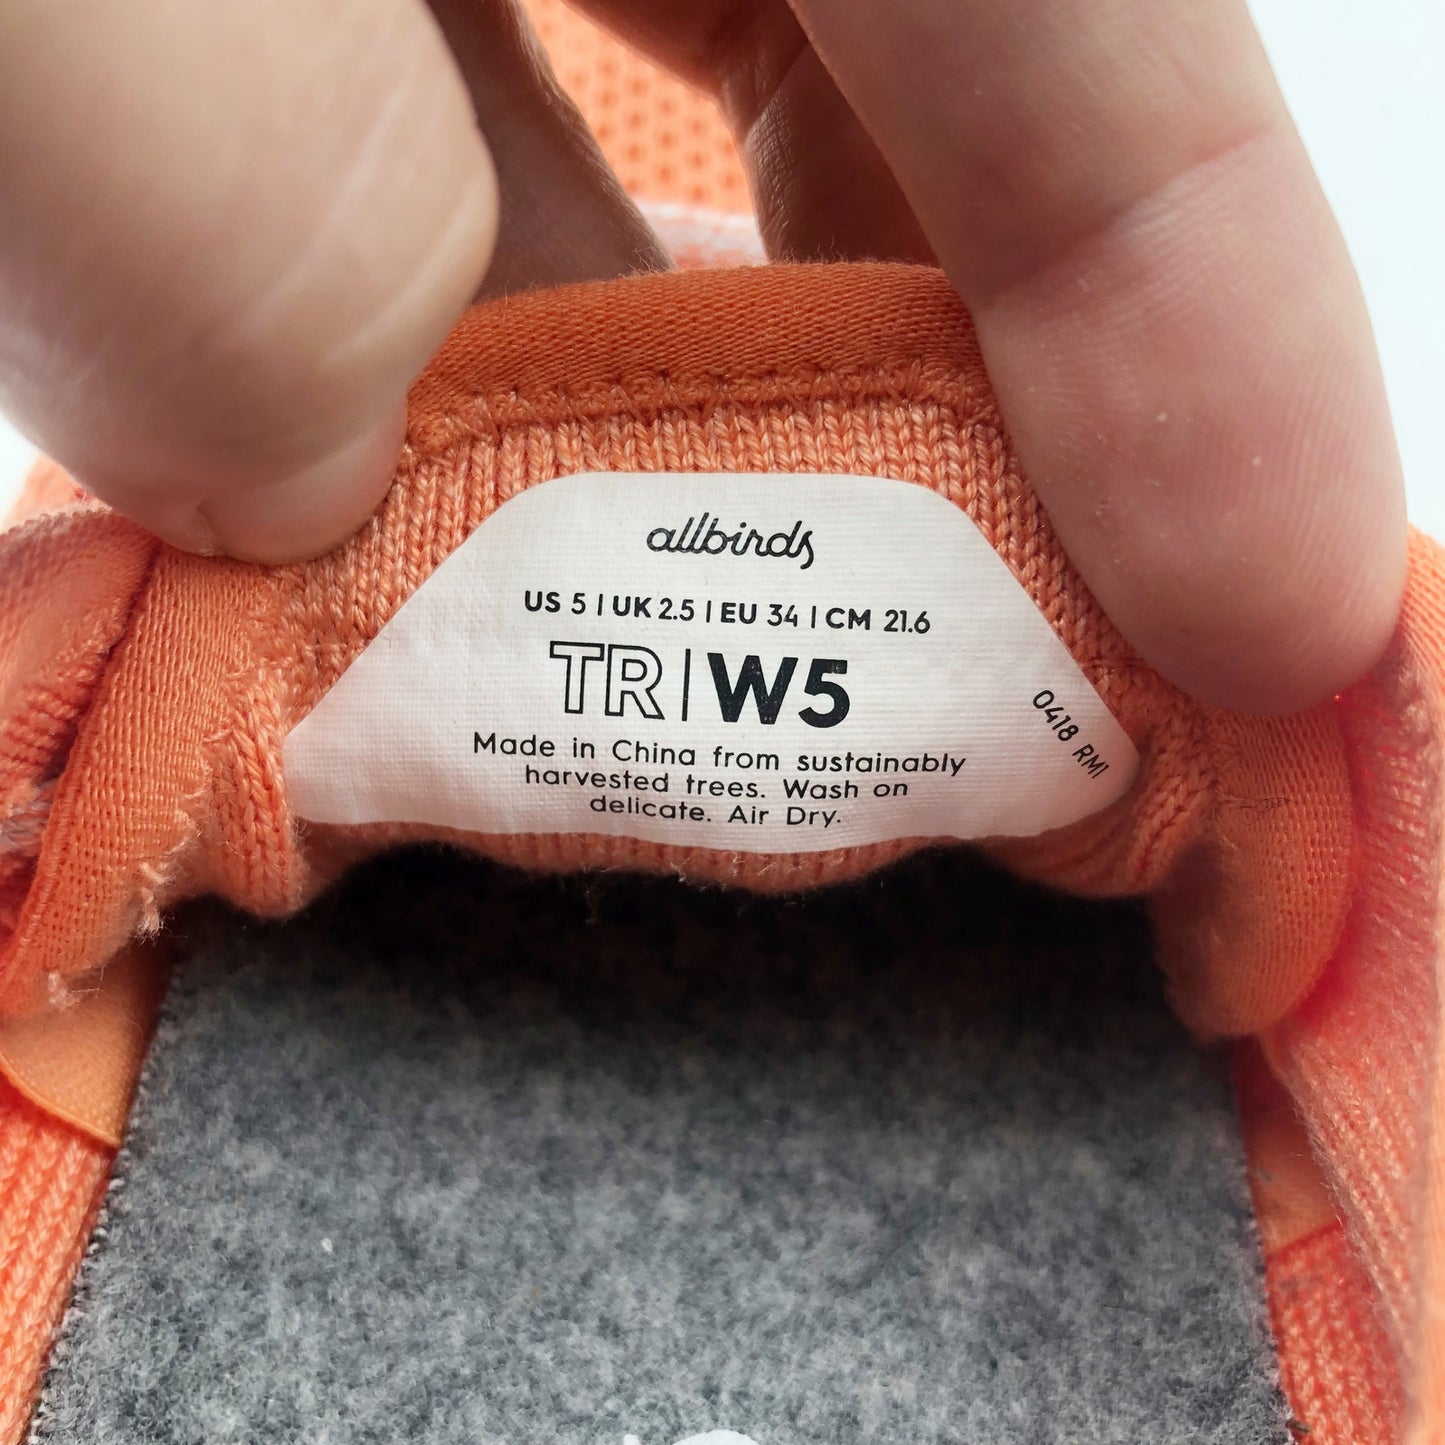 allbirds
US 5 | UK 2.5 | EU 34 | CM 21.6
TR | W5
0418 RM1
Made in China from sustainably
harvested trees. Wash on
delicate. Air Dry.